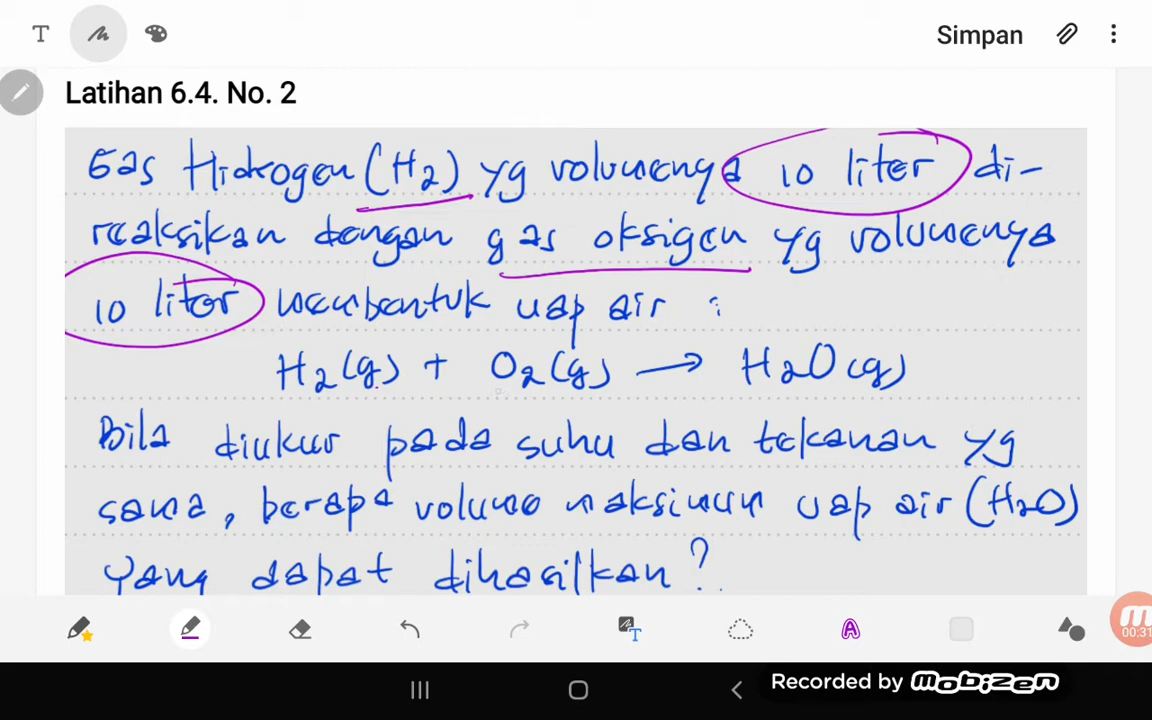 T
Simpan
Latihan 6.4. No. 2
Gas Hidrogen (H2) yg volumenya 10 liter di-
reaksikan dengan gas oksigen yg volumenya
10 liter membentuk uap air :
H2(g) + O2(g) → H2O(g)
Bila diukur pada suhu dan tekanan yg
sama, berapa volume maksimum uap air (H2O)
yang dapat dihasilkan?
T
A
00:31
Recorded by mobizen